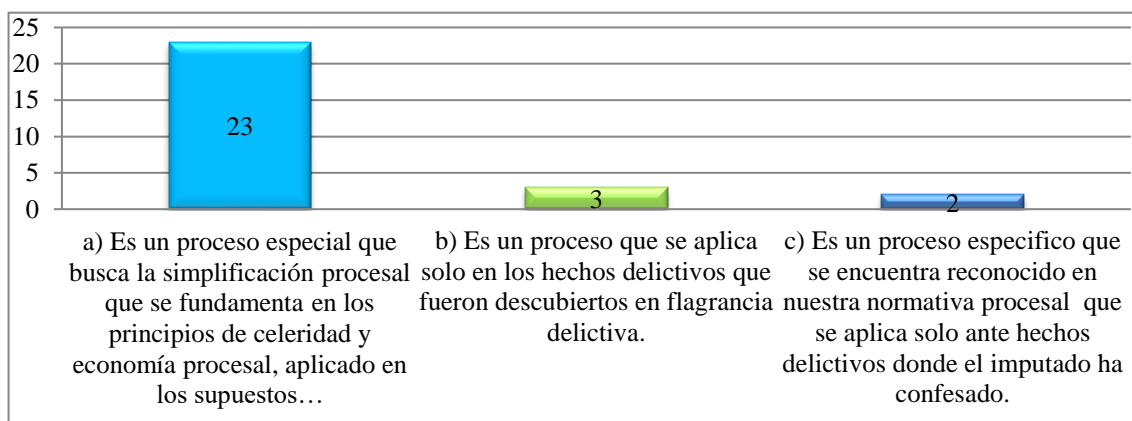 25
20
15
10
5
0
23
3
2
a) Es un proceso especial que
busca la simplificación procesal
que se fundamenta en los
principios de celeridad y
economía procesal, aplicado en
los supuestos…
b) Es un proceso que se aplica
solo en los hechos delictivos que
fueron descubiertos en flagrancia
delictiva.
c) Es un proceso especifico que
se encuentra reconocido en
nuestra normativa procesal que
se aplica solo ante hechos
delictivos donde el imputado ha
confesado.